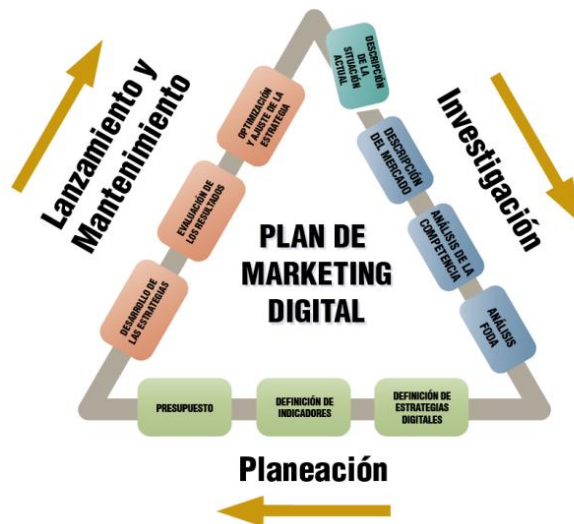 DESCRIPCIÓN
DE LA
SITUACIÓN
ACTUAL
Investigación
DESCRIPCIÓN
DEL MERCADO
ANÁLISIS DE LA
COMPETENCIA
ANÁLISIS
FODA
PLAN DE
MARKETING
DIGITAL
DEFINICIÓN DE
ESTRATEGIAS
DIGITALES
DEFINICIÓN DE
INDICADORES
PRESUPUESTO
Planeación
DESARROLLO DE
LAS ESTRATEGIAS
EVALUACIÓN DE
LOS RESULTADOS
OPTIMIZACIÓN
Y AJUSTE DE LA
ESTRATEGIA
Lanzamiento y
Mantenimiento